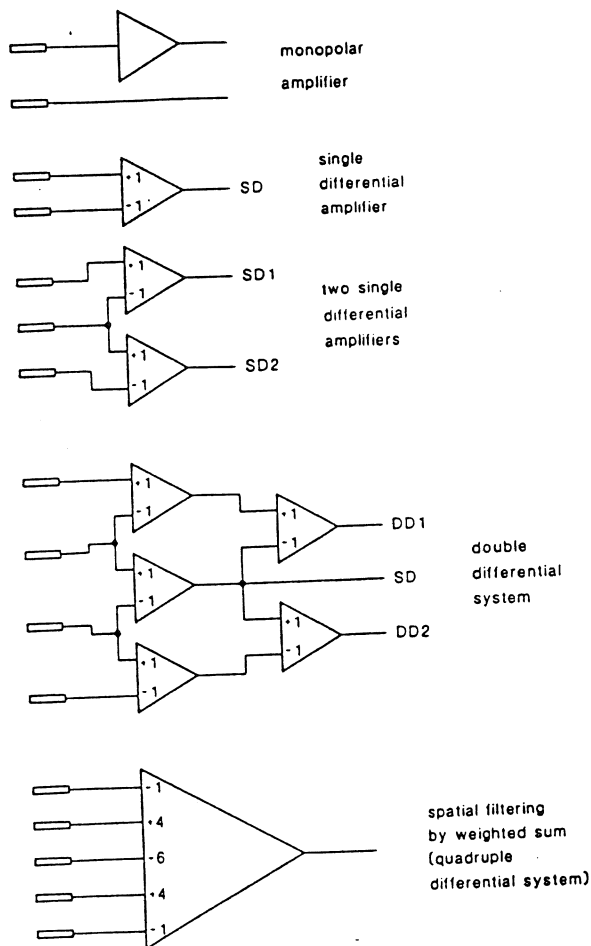 monopolar
amplifier
+1
-1
SD
single
differential
amplifier
+1
-1
SD1
two single
differential
amplifiers
+1
-1
SD2
+1
-1
+1
-1
DD1
+1
-1
SD
double
differential
system
+1
-1
DD2
+1
-1
-1
+4
-6
+4
-1
spatial filtering
by weighted sum
(quadruple
differential system)